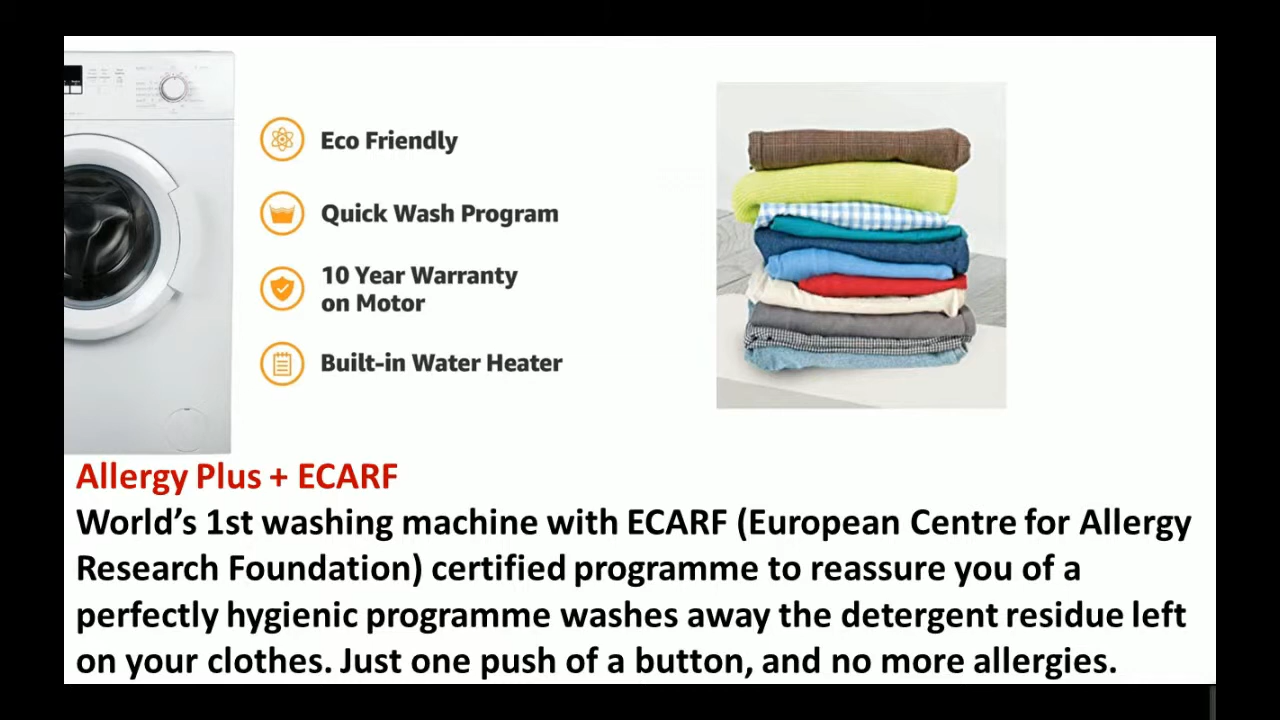 Eco Friendly
Quick Wash Program
10 Year Warranty
on Motor
Built-in Water Heater
Allergy Plus + ECARF
World's 1st washing machine with ECARF (European Centre for Allergy
Research Foundation) certified programme to reassure you of a
perfectly hygienic programme washes away the detergent residue left
on your clothes. Just one push of a button, and no more allergies.